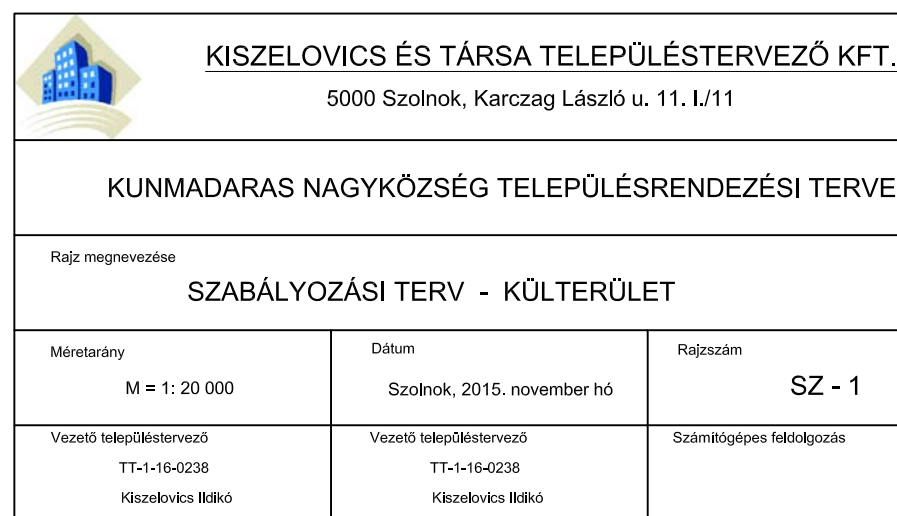 KISZELOVICS ÉS TÁRSA TELEPÜLÉSTERVEZŐ KFT.
5000 Szolnok, Karczag László u. 11. I./11
KUNMADARAS NAGYKÖZSÉG TELEPÜLÉSRENDEZÉSI TERVE
Rajz megnevezése
SZABÁLYOZÁSI TERV - KÜLTERÜLET
Méretarány
M = 1: 20 000
Dátum
Szolnok, 2015. november hó
Rajzszám
SZ - 1
Vezető településtervező
TT-1-16-0238
Kiszelovics Ildikó
Vezető településtervező
TT-1-16-0238
Kiszelovics Ildikó
Számítógépes feldolgozás